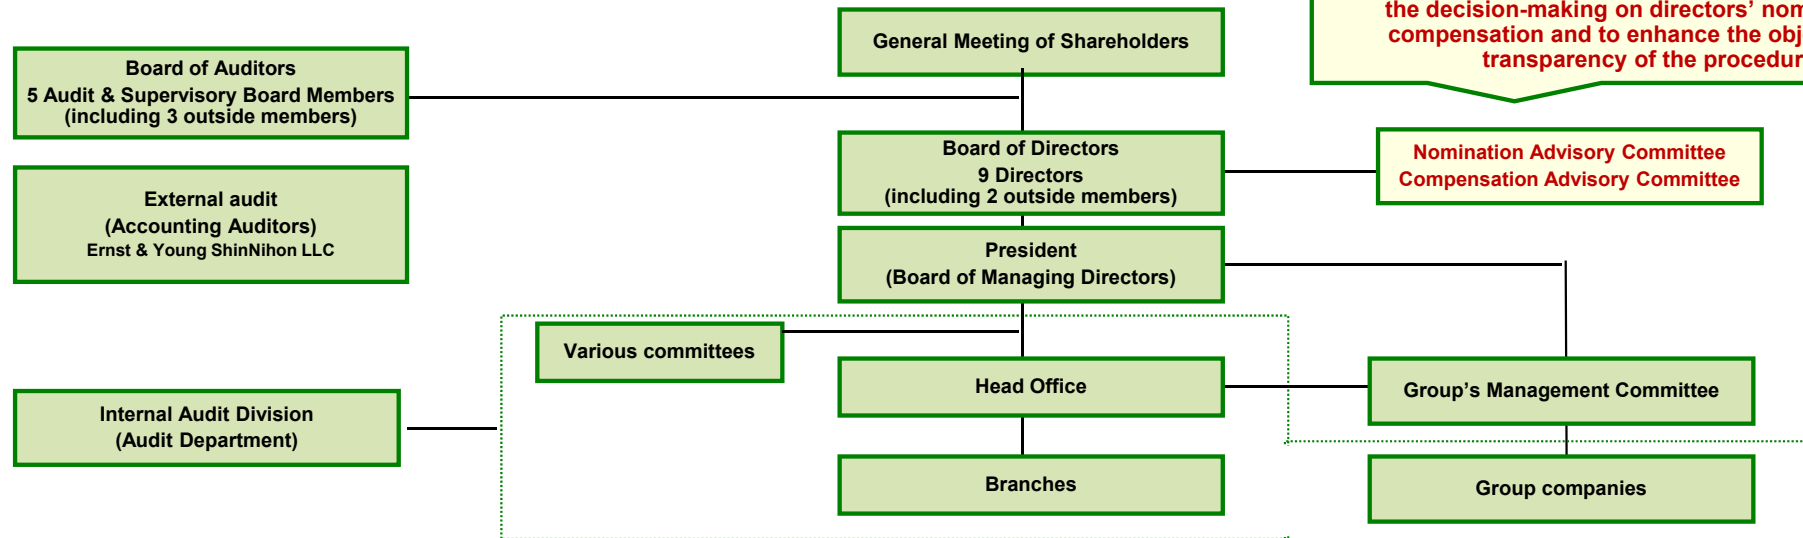 the decision-making on directors’
compensation and to enhance the
transparency of the
General Meeting of Shareholders
Board of Auditors
5 Audit & Supervisory Board Members
(including 3 outside members)
Board of Directors
9 Directors
(including 2 outside members)
Nomination Advisory Committee
Compensation Advisory Committee
External audit
(Accounting Auditors)
Ernst & Young ShinNihon LLC
President
(Board of Managing Directors)
Various committees
Head Office
Group’s Management Committee
Internal Audit Division
(Audit Department)
Branches
Group companies